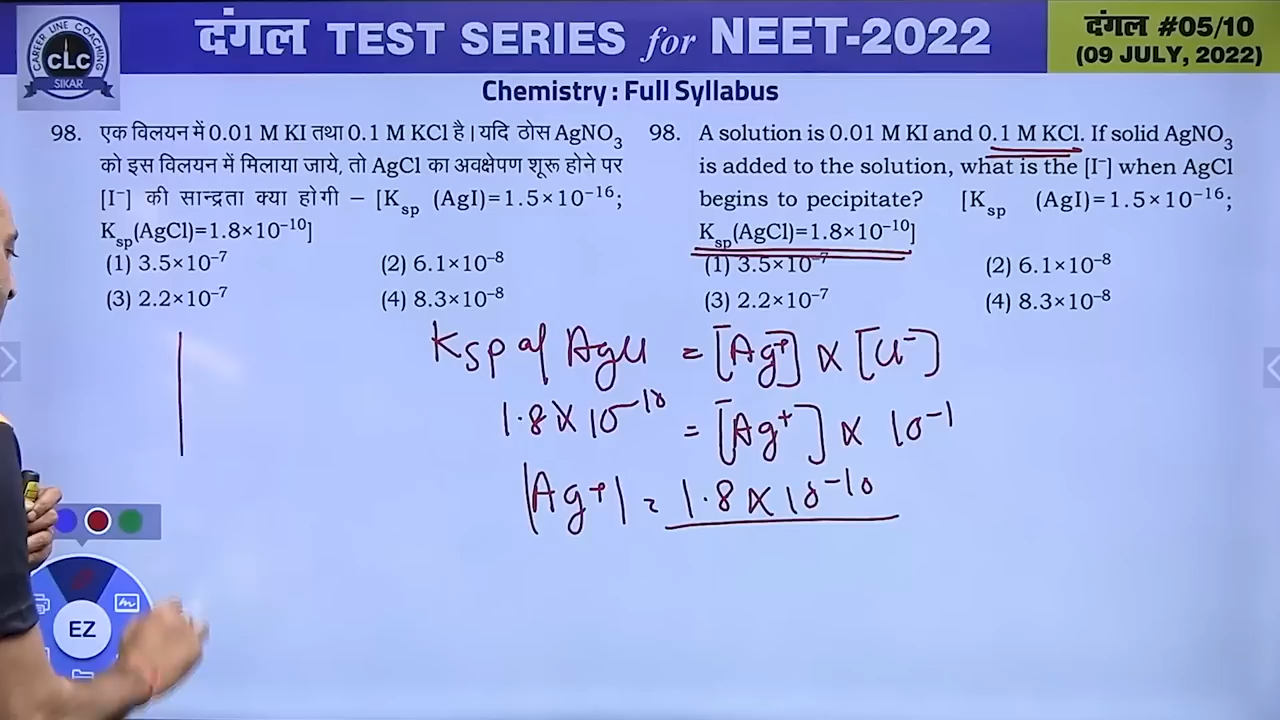 CAREER LINE COACHING
CLC
SIKAR
दंगल TEST SERIES for NEET-2022
दंगल #05/10
(09 JULY, 2022)
Chemistry : Full Syllabus
98. एक विलयन में 0.01 M KI तथा 0.1 M KCl है। यदि ठोस AgNO₃
को इस विलयन में मिलाया जाये, तो AgCl का अवक्षेपण शुरू होने पर
[I⁻] की सान्द्रता क्या होगी – [Ksp (AgI)=1.5×10⁻¹⁶;
Ksp(AgCl)=1.8×10⁻¹⁰]
(1) 3.5×10⁻⁷ (2) 6.1×10⁻⁸
(3) 2.2×10⁻⁷ (4) 8.3×10⁻⁸
98. A solution is 0.01 M KI and 0.1 M KCl. If solid AgNO₃
is added to the solution, what is the [I⁻] when AgCl
begins to pecipitate? [Ksp (AgI)=1.5×10⁻¹⁶;
Ksp(AgCl)=1.8×10⁻¹⁰]
(1) 3.5×10⁻⁷ (2) 6.1×10⁻⁸
(3) 2.2×10⁻⁷ (4) 8.3×10⁻⁸
Ksp of AgCl = [Ag⁺] × [Cl⁻]
1.8 × 10⁻¹⁰ = [Ag⁺] × 10⁻¹
|Ag⁺| = 1.8 × 10⁻¹⁰
EZ